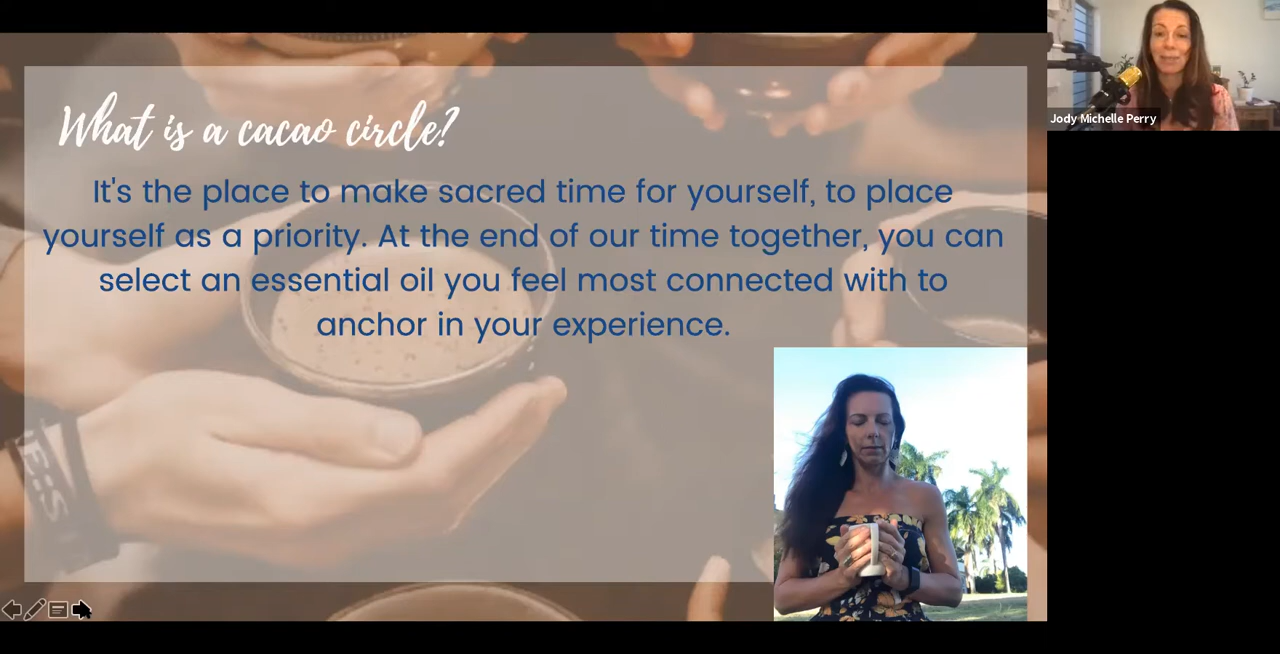 What is a cacao circle?
It's the place to make sacred time for yourself, to place
yourself as a priority. At the end of our time together, you can
select an essential oil you feel most connected with to
anchor in your experience.
Jody Michelle Perry